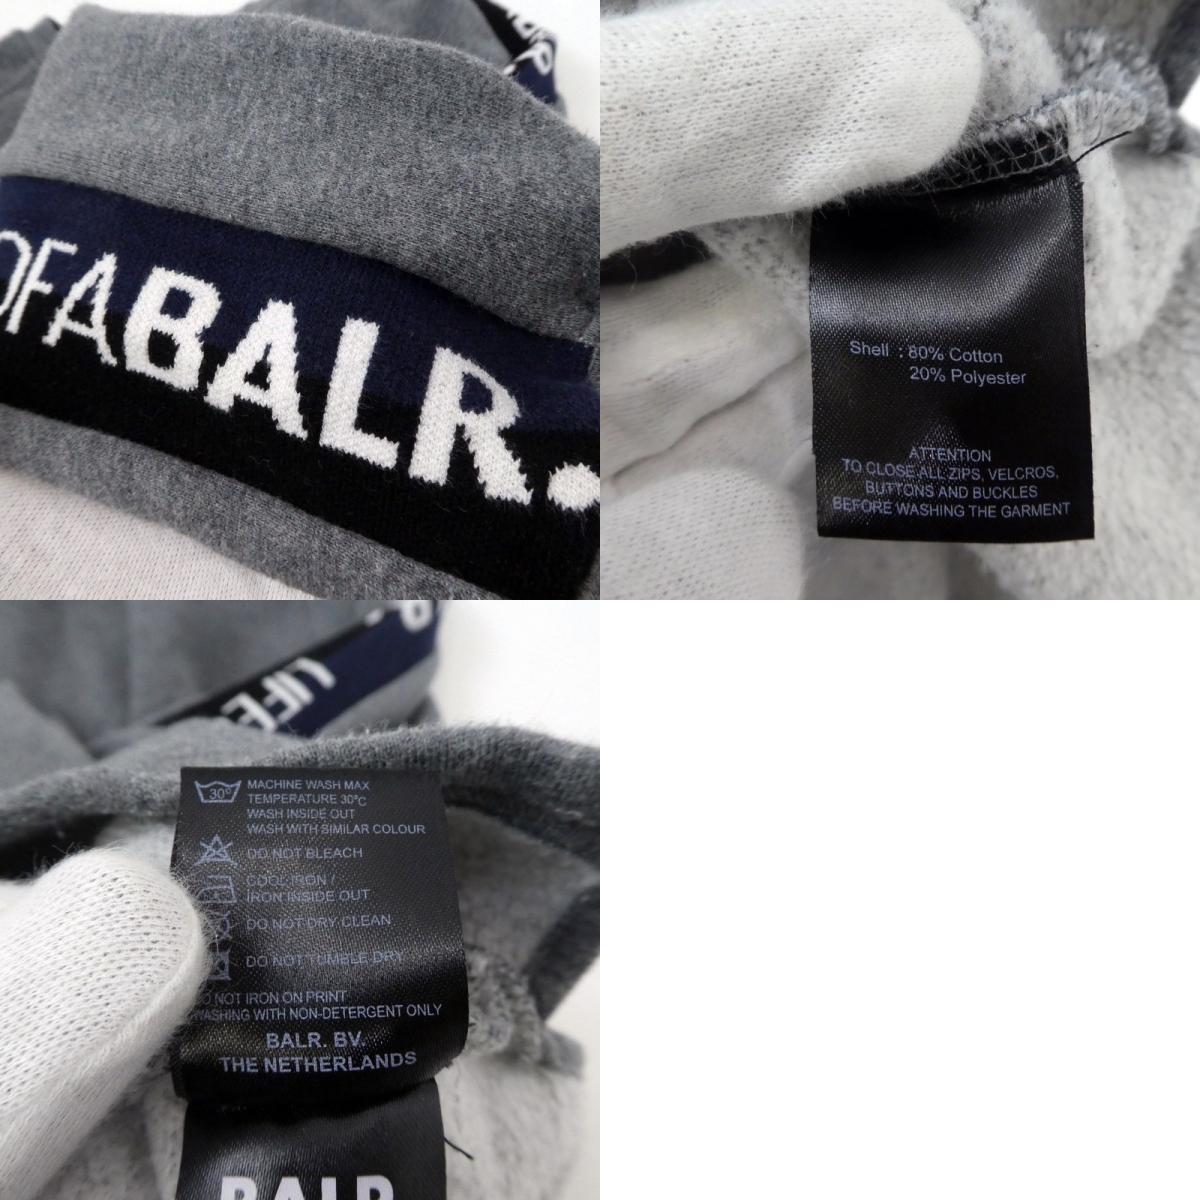 OFABALR.
Shell : 80% Cotton
20% Polyester
ATTENTION
TO CLOSE ALL ZIPS, VELCROS,
BUTTONS AND BUCKLES
BEFORE WASHING THE GARMENT
LIFE
30°
MACHINE WASH MAX
TEMPERATURE 30°C
WASH INSIDE OUT
WASH WITH SIMILAR COLOUR
DO NOT BLEACH
COOL IRON /
IRON INSIDE OUT
DO NOT DRY CLEAN
DO NOT TUMBLE DRY
DO NOT IRON ON PRINT
WASHING WITH NON-DETERGENT ONLY
BALR. BV.
THE NETHERLANDS
BALR.